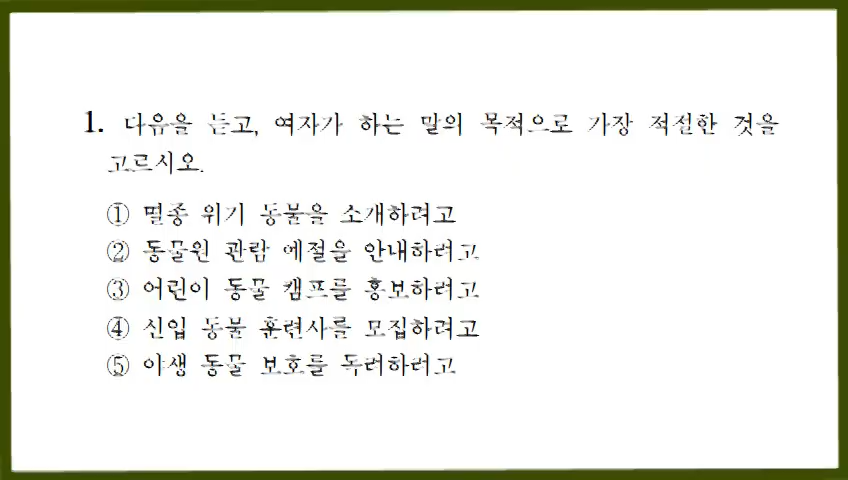 1. 다음을 듣고, 여자가 하는 말의 목적으로 가장 적절한 것을
고르시오.
① 멸종 위기 동물을 소개하려고
② 동물원 관람 예절을 안내하려고
③ 어린이 동물 캠프를 홍보하려고
④ 신입 동물 훈련사를 모집하려고
⑤ 야생 동물 보호를 독려하려고